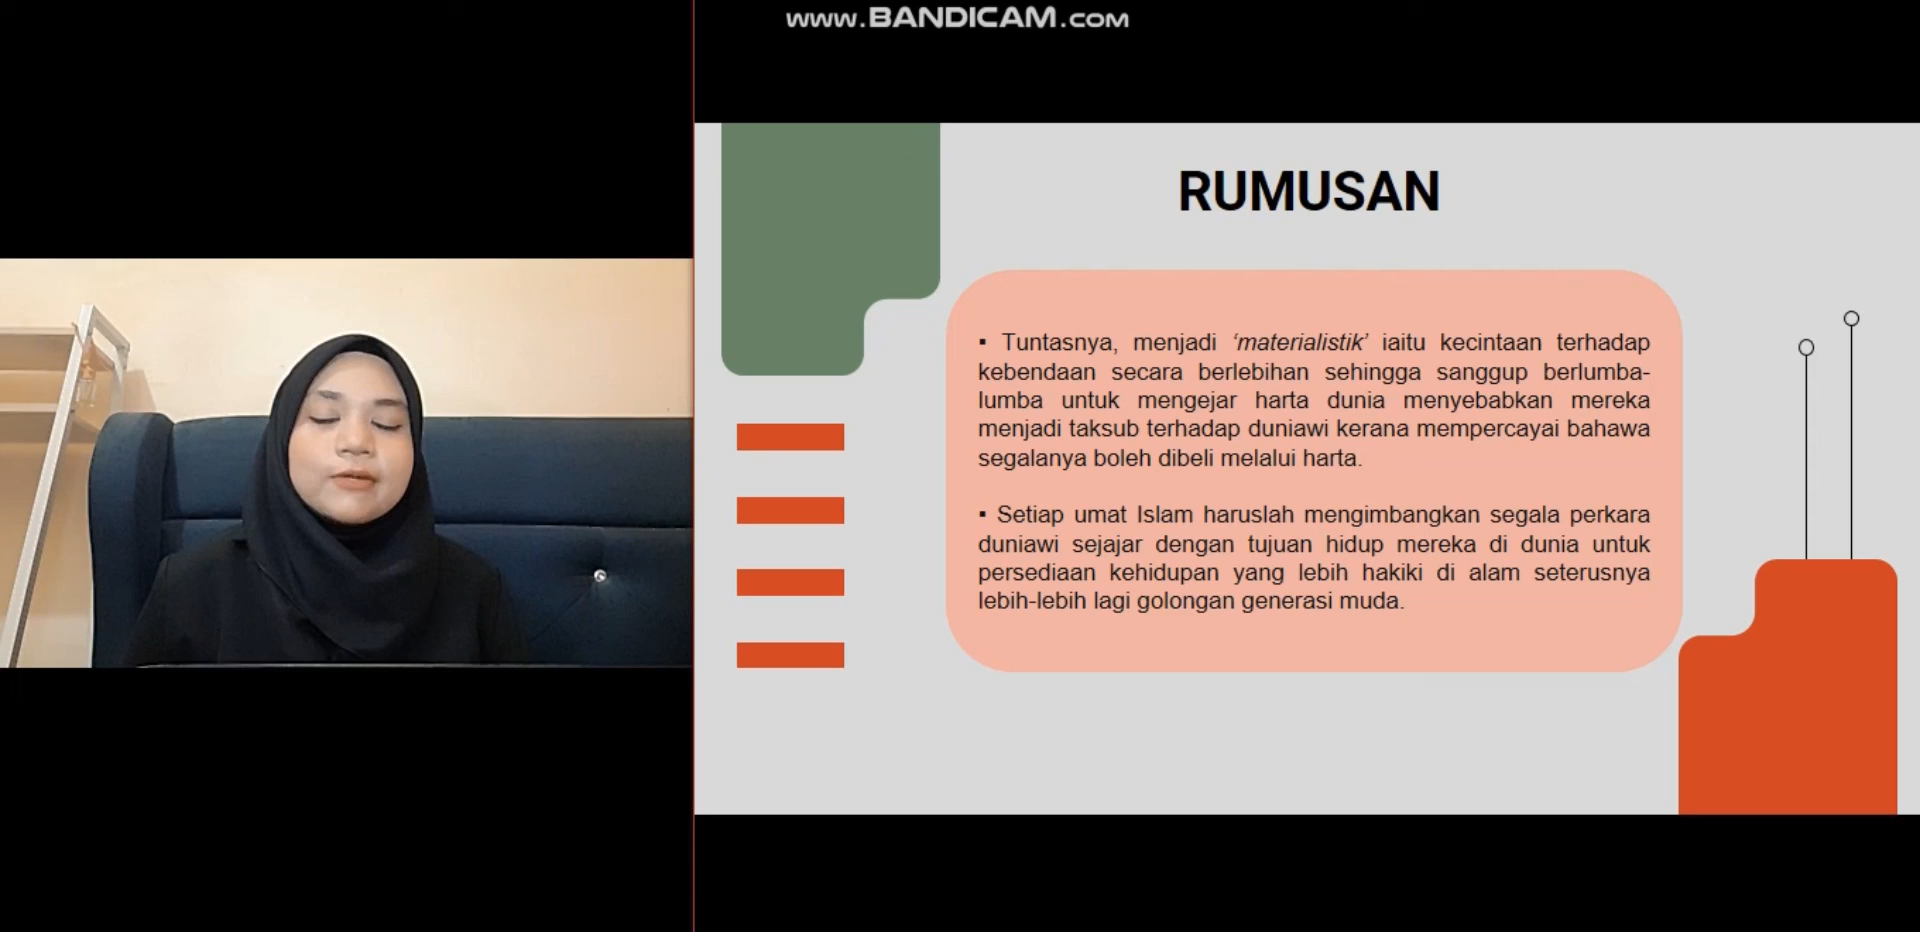 www.BANDICAM.com
RUMUSAN
▪ Tuntasnya, menjadi ‘materialistik’ iaitu kecintaan terhadap
kebendaan secara berlebihan sehingga sanggup berlumba-
lumba untuk mengejar harta dunia menyebabkan mereka
menjadi taksub terhadap duniawi kerana mempercayai bahawa
segalanya boleh dibeli melalui harta.
▪ Setiap umat Islam haruslah mengimbangkan segala perkara
duniawi sejajar dengan tujuan hidup mereka di dunia untuk
persediaan kehidupan yang lebih hakiki di alam seterusnya
lebih-lebih lagi golongan generasi muda.